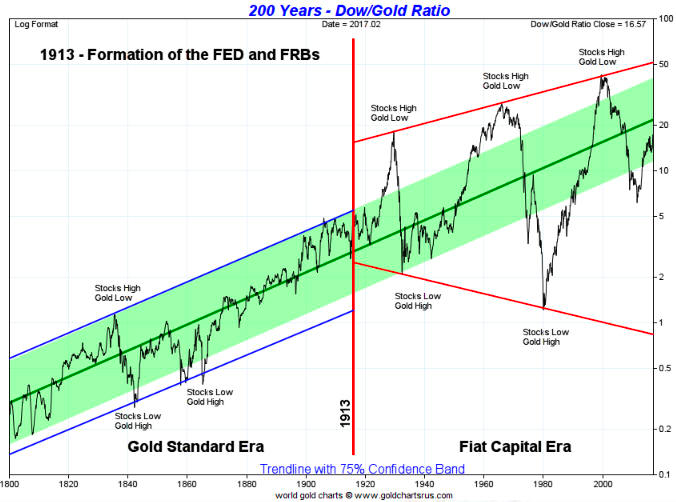 200 Years - Dow/Gold Ratio
Log Format
Date = 2017.02
Dow/Gold Ratio Close = 16.57
1913 - Formation of the FED and FRBs
Stocks High
Gold Low
Stocks High
Gold Low
Stocks High
Gold Low
Stocks High
Gold Low
Stocks Low
Gold High
Stocks Low
Gold High
Stocks Low
Gold High
Stocks Low
Gold High
1913
Gold Standard Era
Fiat Capital Era
Trendline with 75% Confidence Band
100
50
20
10
5
2
1
0.5
0.2
0.1
1800
1820
1840
1860
1880
1900
1920
1940
1960
1980
2000
world gold charts © www.goldchartsrus.com